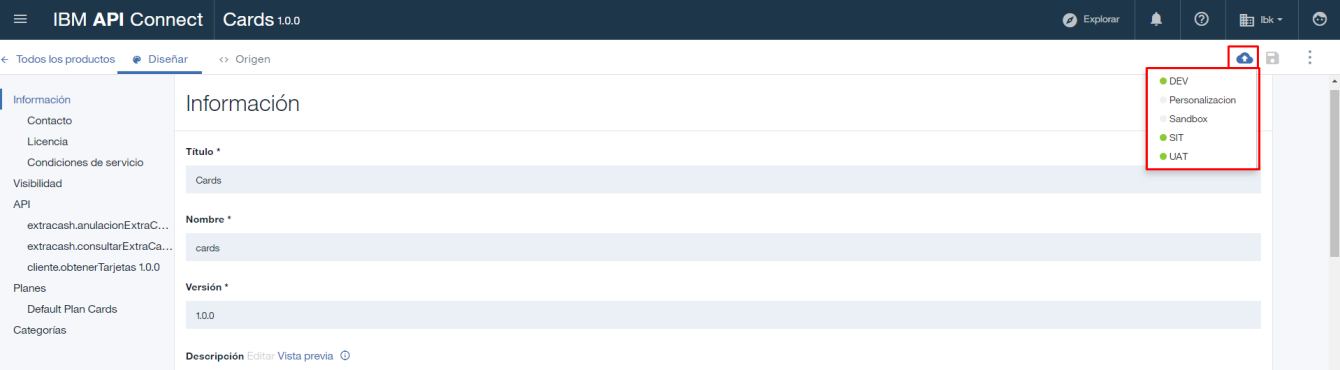 IBM API Connect Cards 1.0.0 Explorar Ibk
Todos los productos Diseñar <> Origen
DEV
Personalizacion
Sandbox
SIT
UAT
Información
Contacto
Licencia
Condiciones de servicio
Visibilidad
API
extracash.anulacionExtraC...
extracash.consultarExtraCa...
cliente.obtenerTarjetas 1.0.0
Planes
Default Plan Cards
Categorías
Información
Título *
Cards
Nombre *
cards
Versión *
1.0.0
Descripción Editar Vista previa